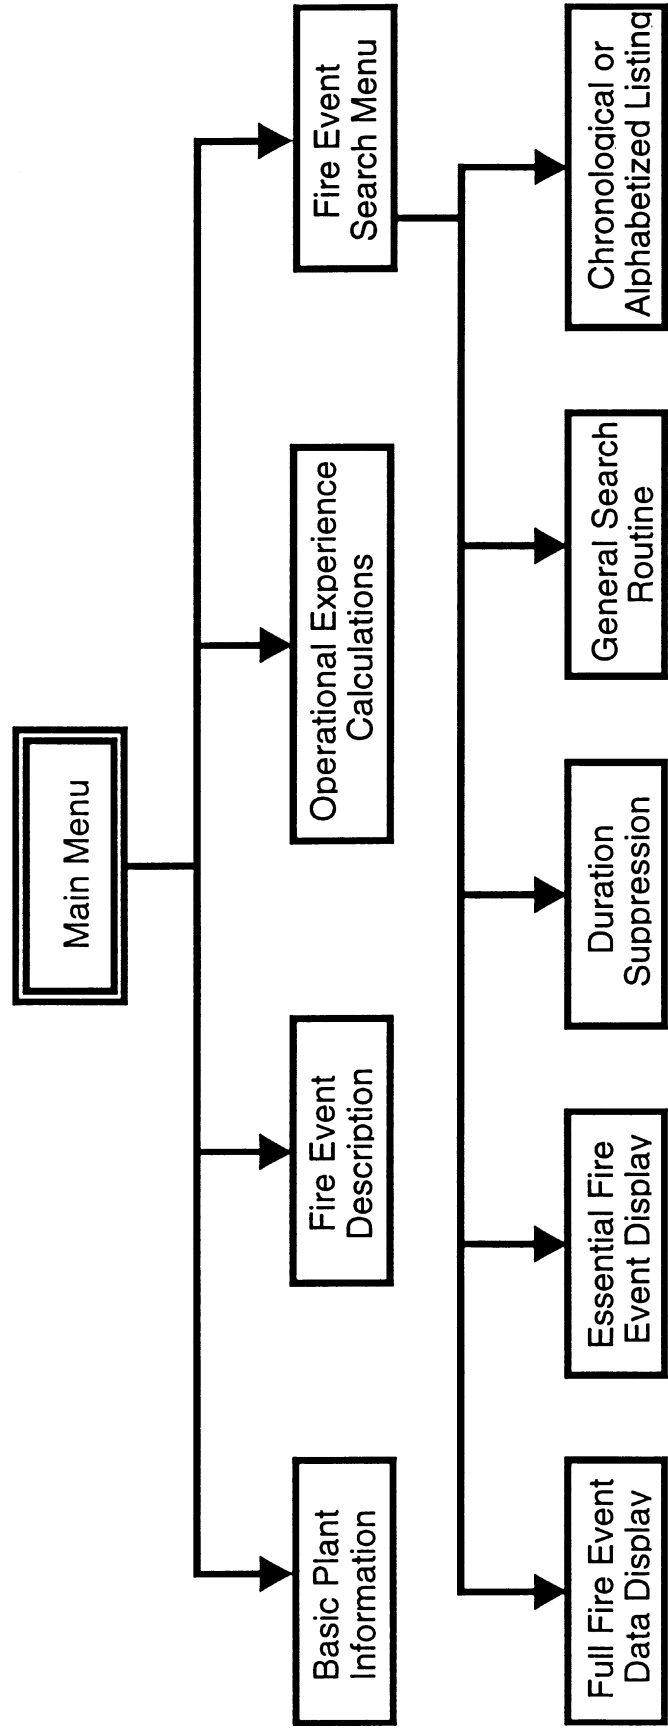 Main Menu
Basic Plant
Information
Fire Event
Description
Operational Experience
Calculations
Fire Event
Search Menu
Full Fire Event
Data Display
Essential Fire
Event Display
Duration
Suppression
General Search
Routine
Chronological or
Alphabetized Listing